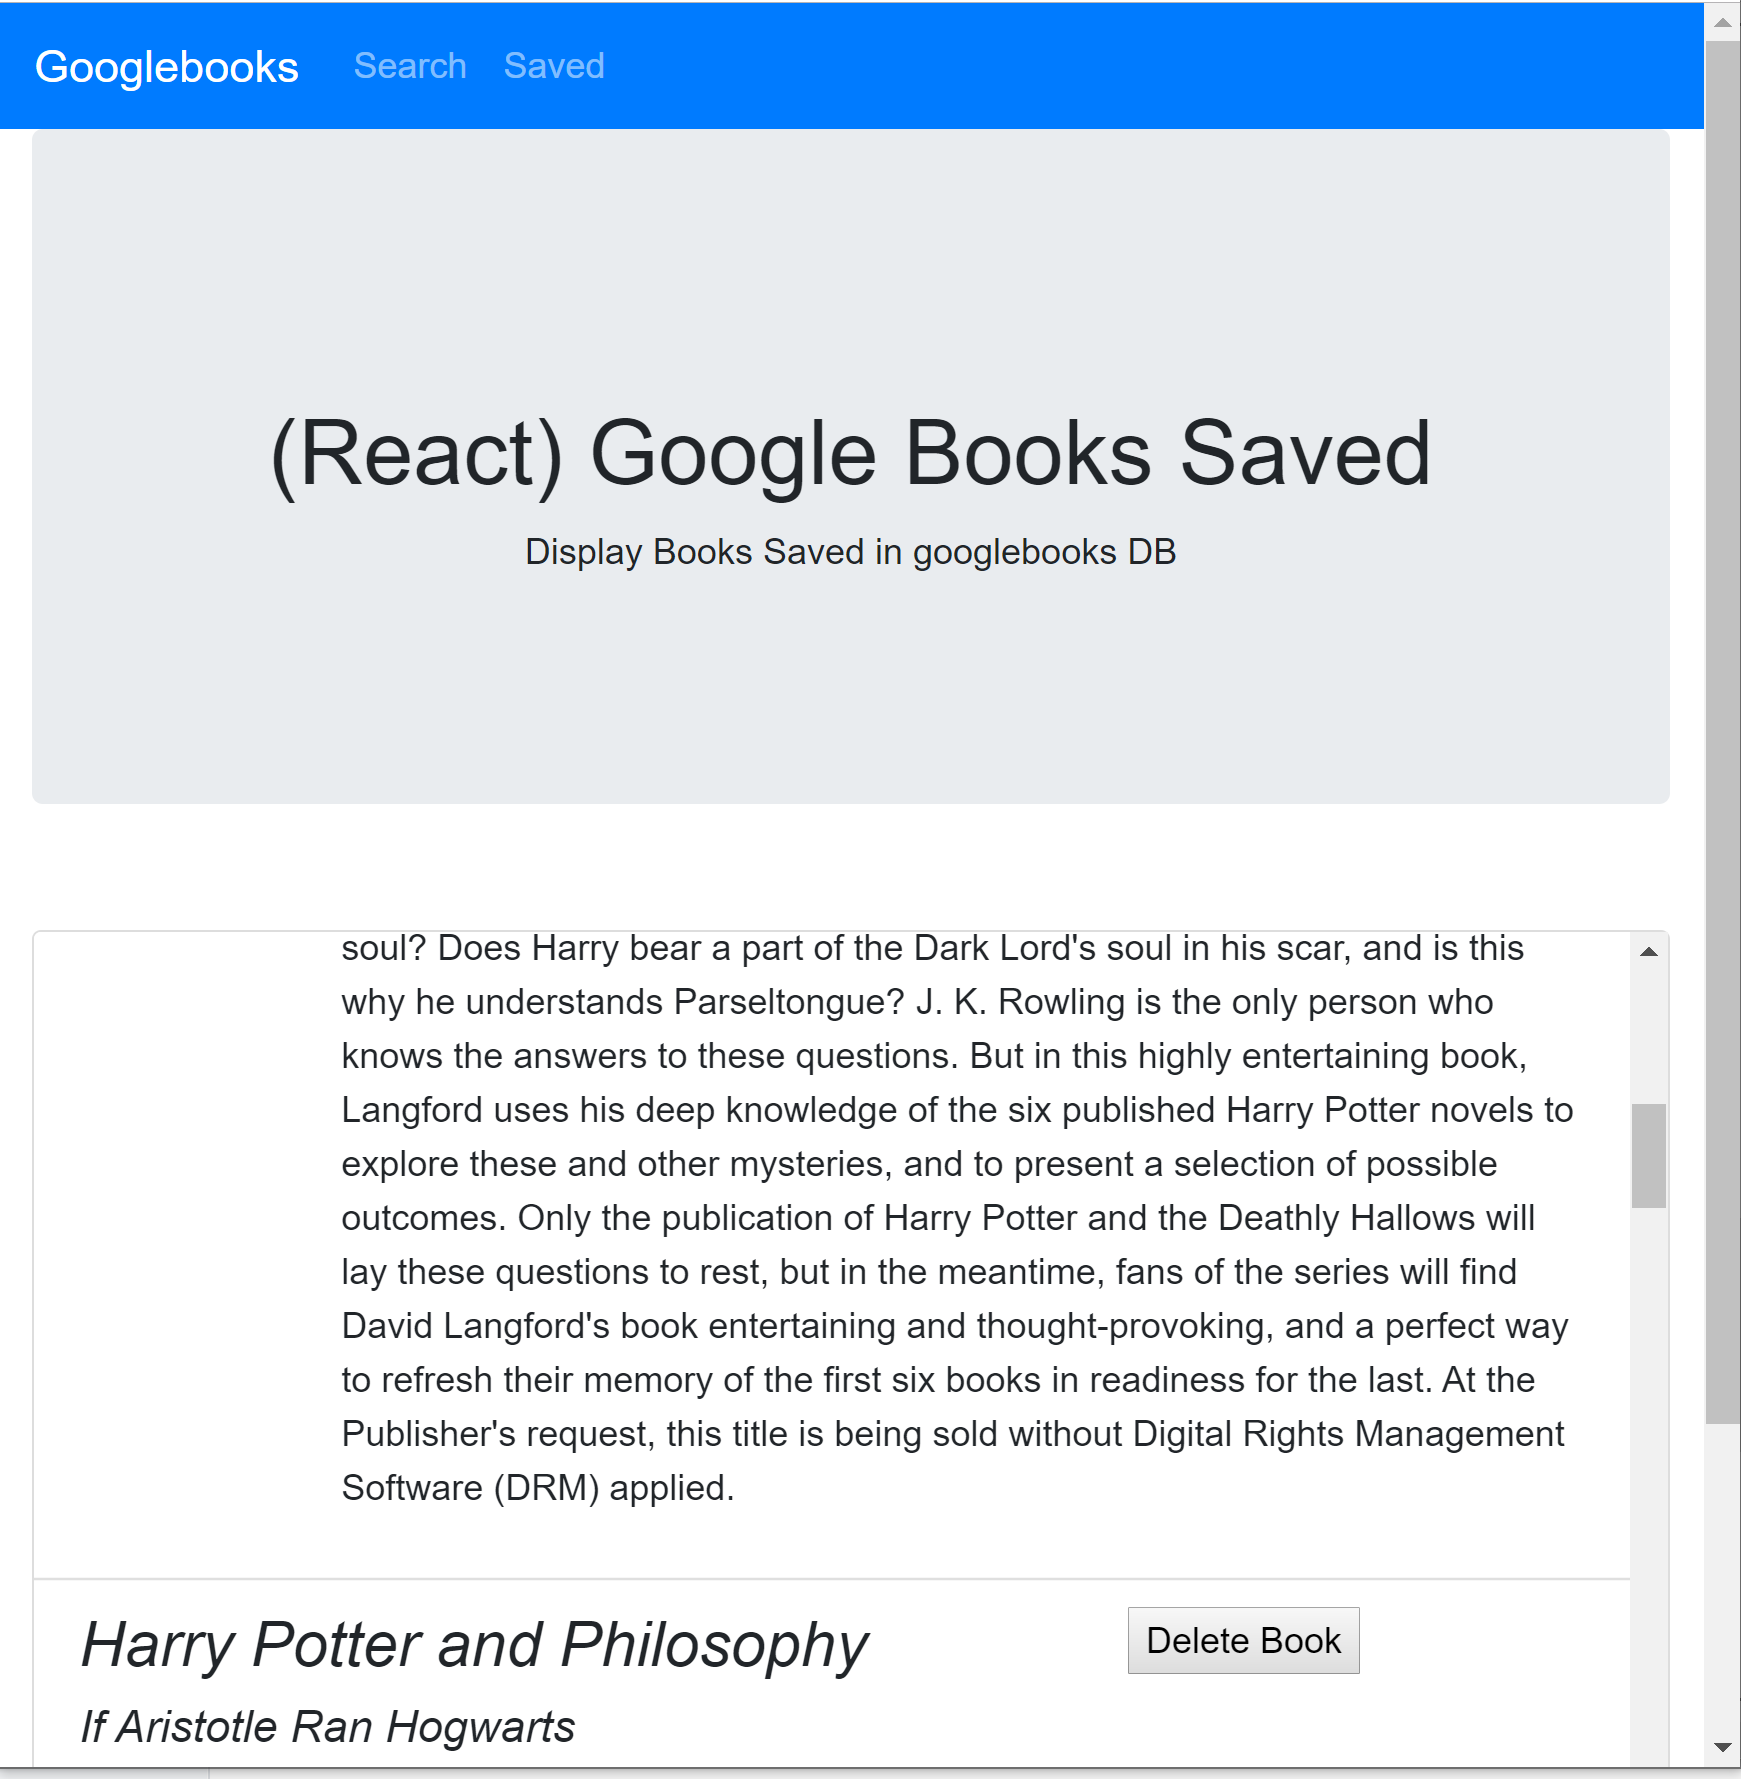 Googlebooks Search Saved
(React) Google Books Saved
Display Books Saved in googlebooks DB
soul? Does Harry bear a part of the Dark Lord's soul in his scar, and is this
why he understands Parseltongue? J. K. Rowling is the only person who
knows the answers to these questions. But in this highly entertaining book,
Langford uses his deep knowledge of the six published Harry Potter novels to
explore these and other mysteries, and to present a selection of possible
outcomes. Only the publication of Harry Potter and the Deathly Hallows will
lay these questions to rest, but in the meantime, fans of the series will find
David Langford's book entertaining and thought-provoking, and a perfect way
to refresh their memory of the first six books in readiness for the last. At the
Publisher's request, this title is being sold without Digital Rights Management
Software (DRM) applied.
Harry Potter and Philosophy
Delete Book
If Aristotle Ran Hogwarts